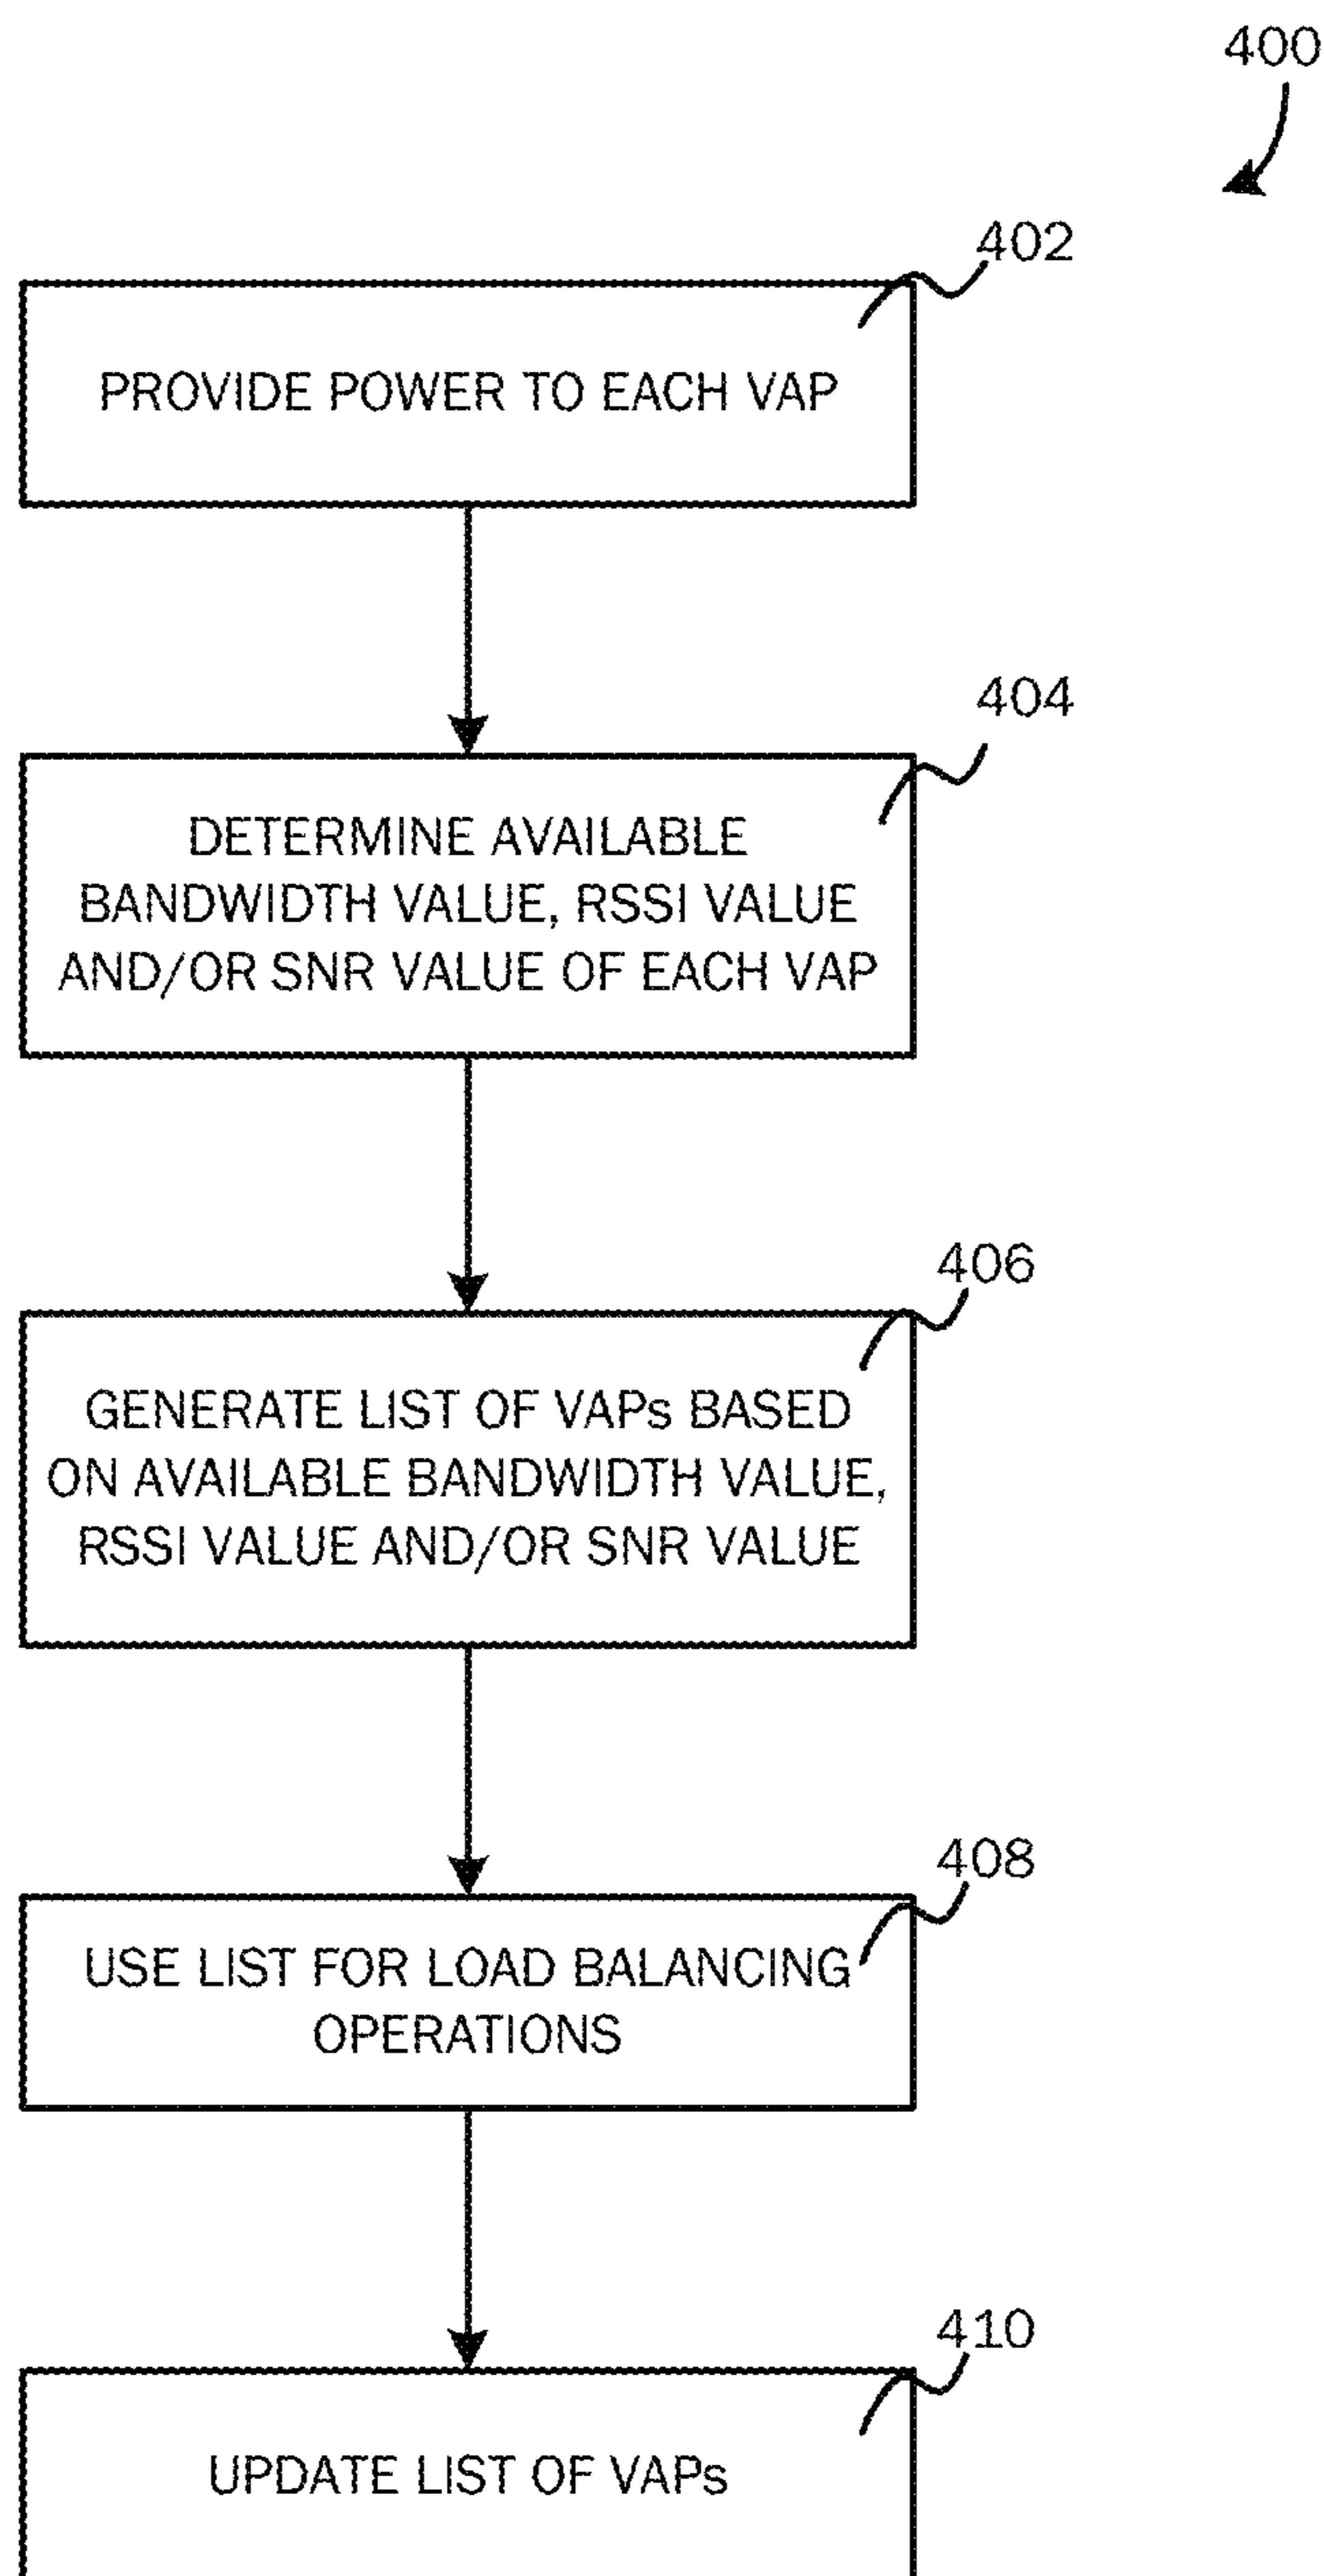 400
402
PROVIDE POWER TO EACH VAP
404
DETERMINE AVAILABLE
BANDWIDTH VALUE, RSSI VALUE
AND/OR SNR VALUE OF EACH VAP
406
GENERATE LIST OF VAPs BASED
ON AVAILABLE BANDWIDTH VALUE,
RSSI VALUE AND/OR SNR VALUE
408
USE LIST FOR LOAD BALANCING
OPERATIONS
410
UPDATE LIST OF VAPs